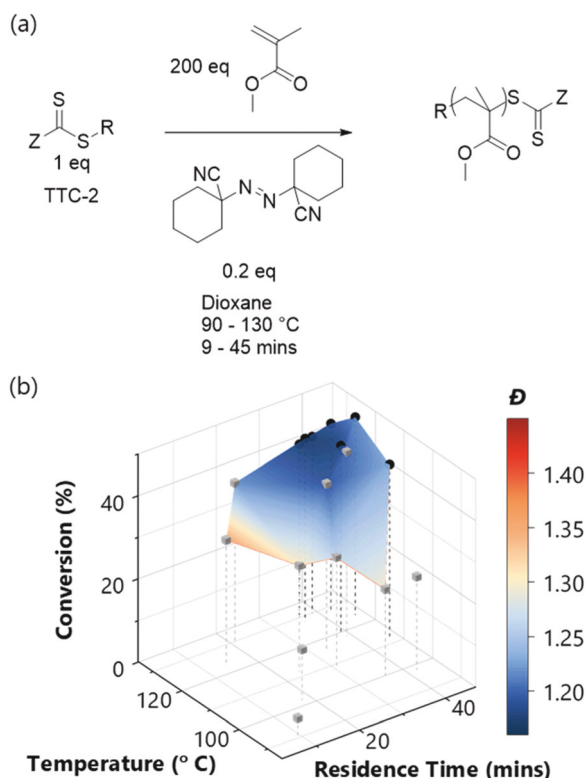 (a)
200 eq
O
O
S
Z
S
R
1 eq
TTC-2
NC
N
N
CN
0.2 eq
Dioxane
90 - 130 °C
9 - 45 mins
R
S
Z
S
O
O
(b)
Đ
1.40
1.35
1.30
1.25
1.20
Conversion (%)
40
20
0
120
100
20
40
Temperature (° C)
Residence Time (mins)